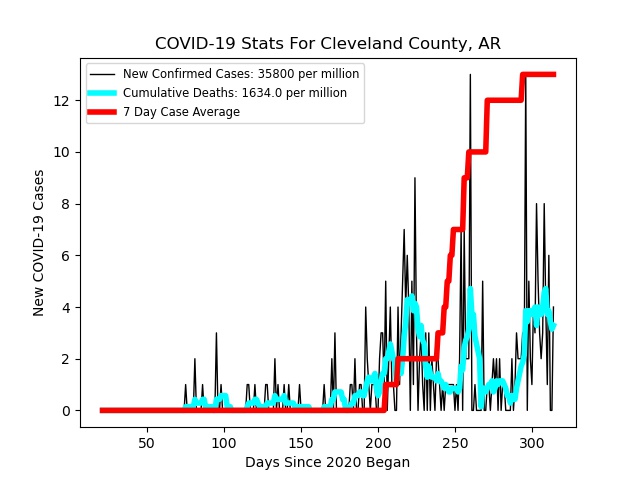 COVID-19 Stats For Cleveland County, AR
New Confirmed Cases: 35800 per million
Cumulative Deaths: 1634.0 per million
7 Day Case Average
New COVID-19 Cases
12
10
8
6
4
2
0
50 100 150 200 250 300
Days Since 2020 Began